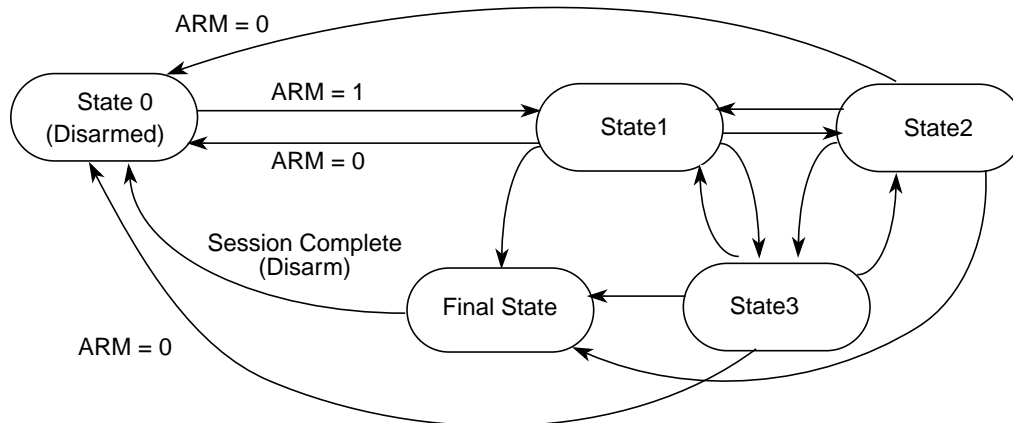 ARM = 0
State 0
(Disarmed)
ARM = 1
ARM = 0
State1
State2
Session Complete
(Disarm)
Final State
State3
ARM = 0